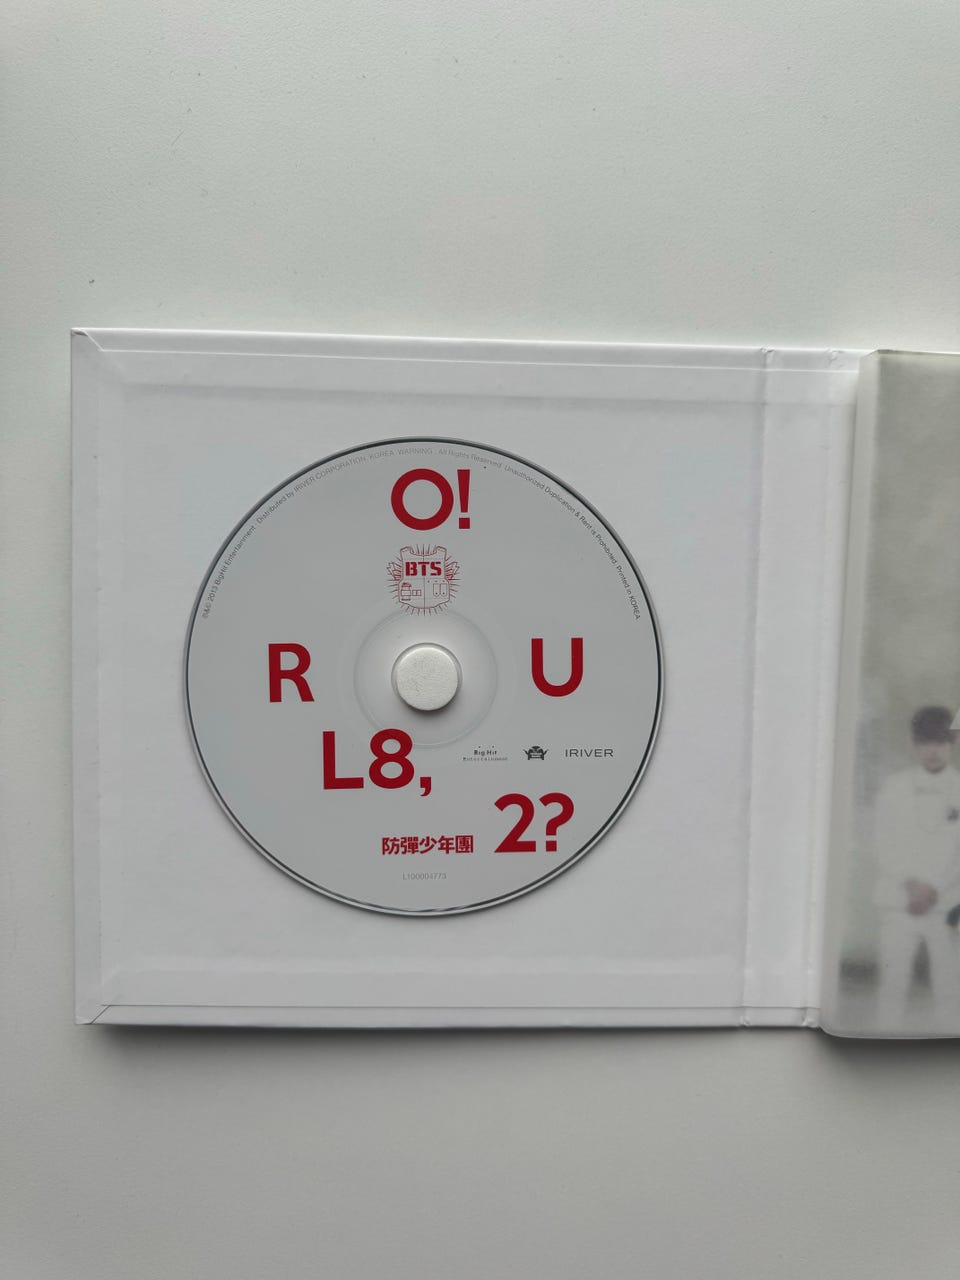 ℗&© 2013 BigHit Entertainment. Distributed by IRIVER CORPORATION, KOREA. WARNING : All Rights Reserved. Unauthorized Duplication & Rent is Prohibited. Printed in KOREA
O!
BTS
R U
L8,
Big Hit
Entertainment
IRIVER
2?
防彈少年團
L100004773